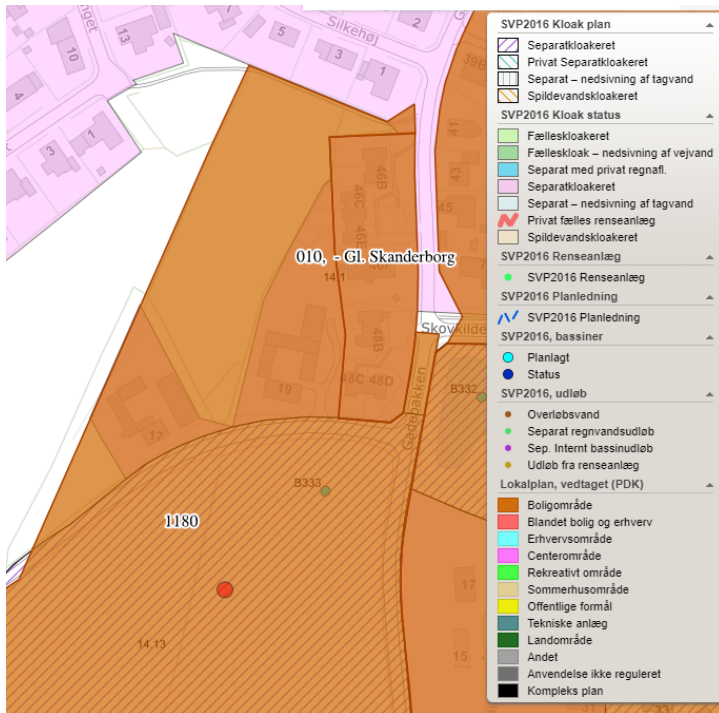 nget
13
10
4
3
1
Silkehøj
5
3
1
2
G
39B
41
43
45
46B
46C
010, - Gl. Skanderborg
14.1
Skovkilde
48B
48C 48D
19
17
Gadebakken
B332
B333
1180
14.13
17
15
33
SVP2016 Kloak plan
Separatkloakeret
Privat Separatkloakeret
Separat – nedsivning af tagvand
Spildevandskloakeret
SVP2016 Kloak status
Fælleskloakeret
Fælleskloak – nedsivning af vejvand
Separat med privat regnafl.
Separatkloakeret
Separat – nedsivning af tagvand
Privat fælles renseanlæg
Spildevandskloakeret
SVP2016 Renseanlæg
SVP2016 Renseanlæg
SVP2016 Planledning
SVP2016 Planledning
SVP2016, bassiner
Planlagt
Status
SVP2016, udløb
Overløbsvand
Separat regnvandsudløb
Sep. Internt bassinudløb
Udløb fra renseanlæg
Lokalplan, vedtaget (PDK)
Boligområde
Blandet bolig og erhverv
Erhvervsområde
Centerområde
Rekreativt område
Sommerhusområde
Offentlige formål
Tekniske anlæg
Landområde
Andet
Anvendelse ikke reguleret
Kompleks plan